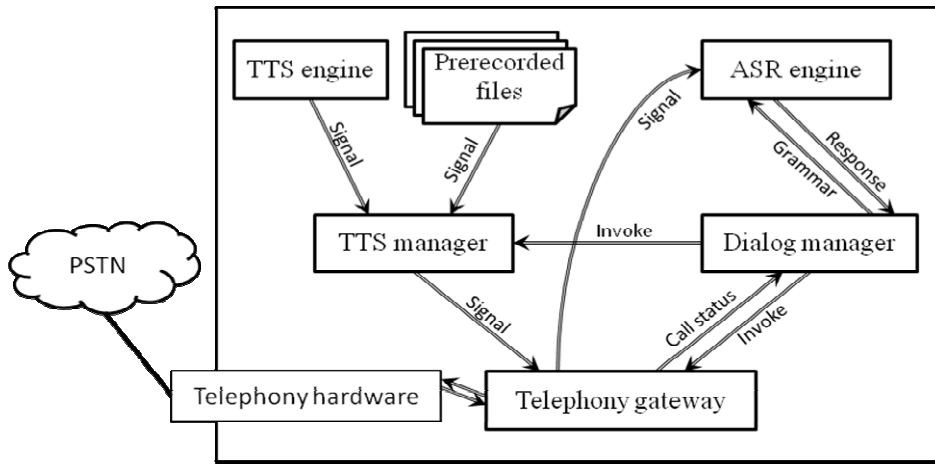 TTS engine
Prerecorded
files
ASR engine
Signal
Signal
Signal
Response
Grammar
TTS manager
Invoke
Dialog manager
PSTN
Signal
Call status
Invoke
Telephony hardware
Telephony gateway